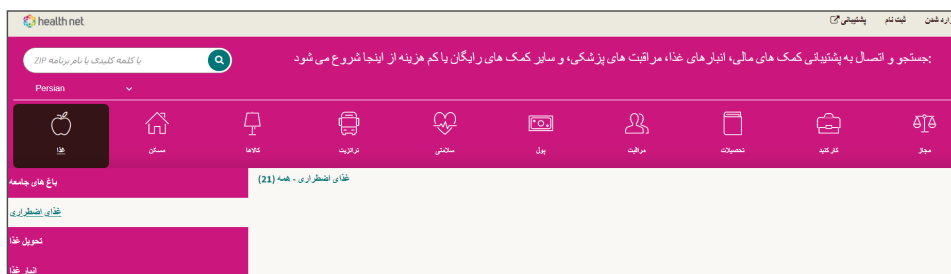 health net
وارد شدن ثبت نام پشتیبانی
جستجو و اتصال به پشتیبانی کمک های مالی، انبار های غذا، مراقبت های پزشکی، و سایر کمک های رایگان یا کم هزینه از اینجا شروع می شود:
با کلمه کلیدی یا نام برنامه ZIP
Persian
غذا مسکن کالاها ترانزیت سلامتی پول مراقبت تحصیلات کار کنید مجاز
باغ های جامعه
غذای اضطراری - همه (21)
غذای اضطراری
تحویل غذا
انبار غذا